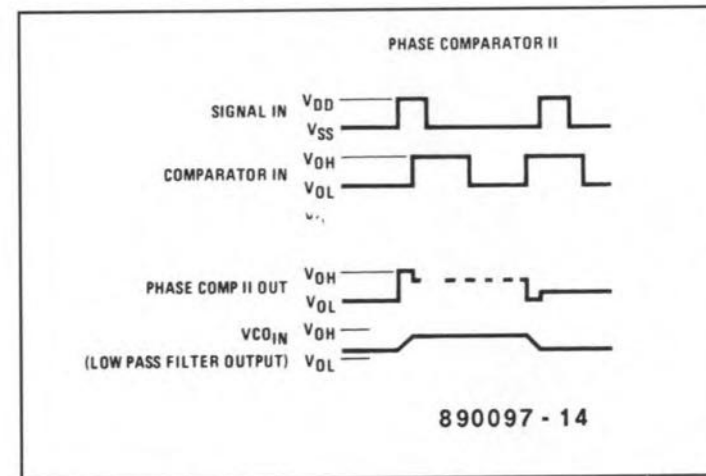 PHASE COMPARATOR II
SIGNAL IN
VDD
VSS
COMPARATOR IN
VOH
VOL
PHASE COMP II OUT
VOH
VOL
VCOIN
(LOW PASS FILTER OUTPUT)
VOH
VOL
890097 - 14